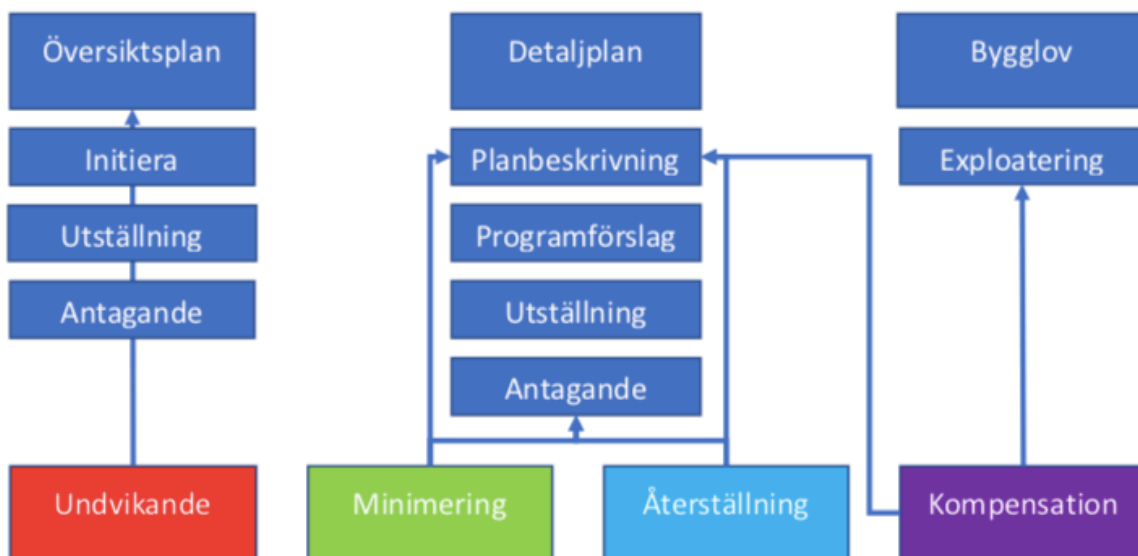 Översiktsplan
Initiera
Utställning
Antagande
Detaljplan
Planbeskrivning
Programförslag
Utställning
Antagande
Bygglov
Exploatering
Undvikande
Minimering
Återställning
Kompensation